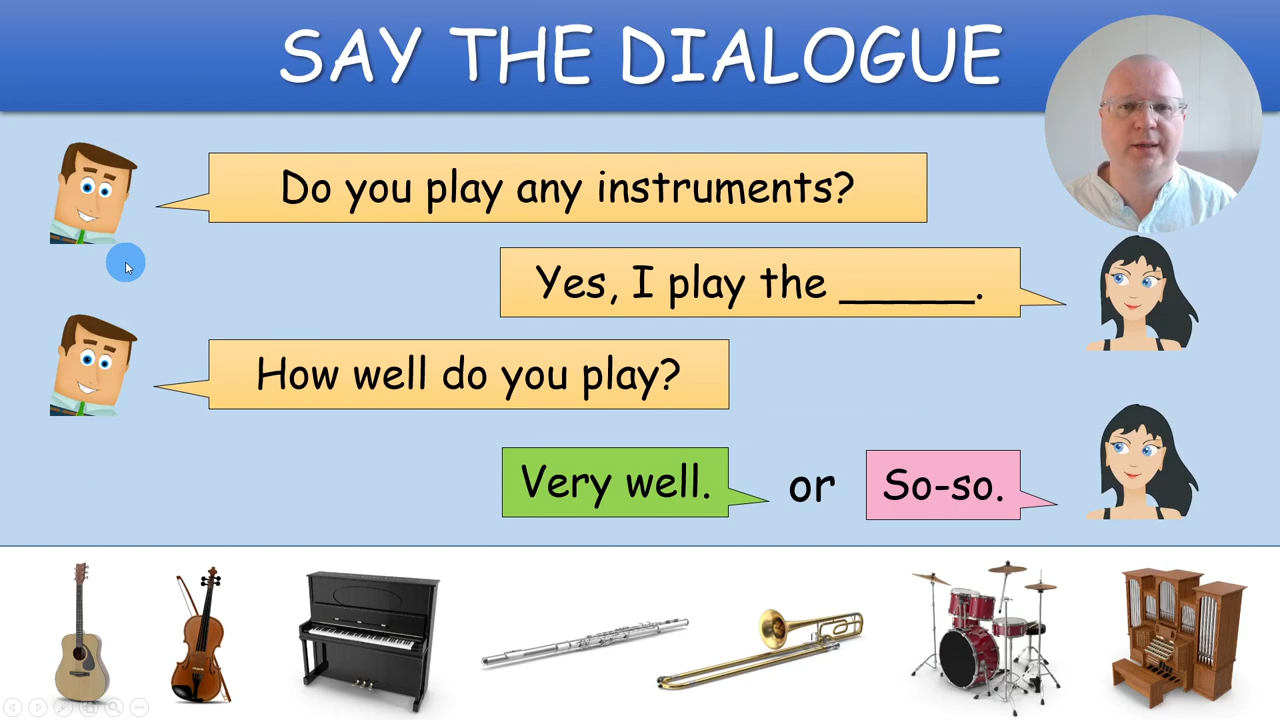 SAY THE DIALOGUE
Do you play any instruments?
Yes, I play the _____.
How well do you play?
Very well. or So-so.